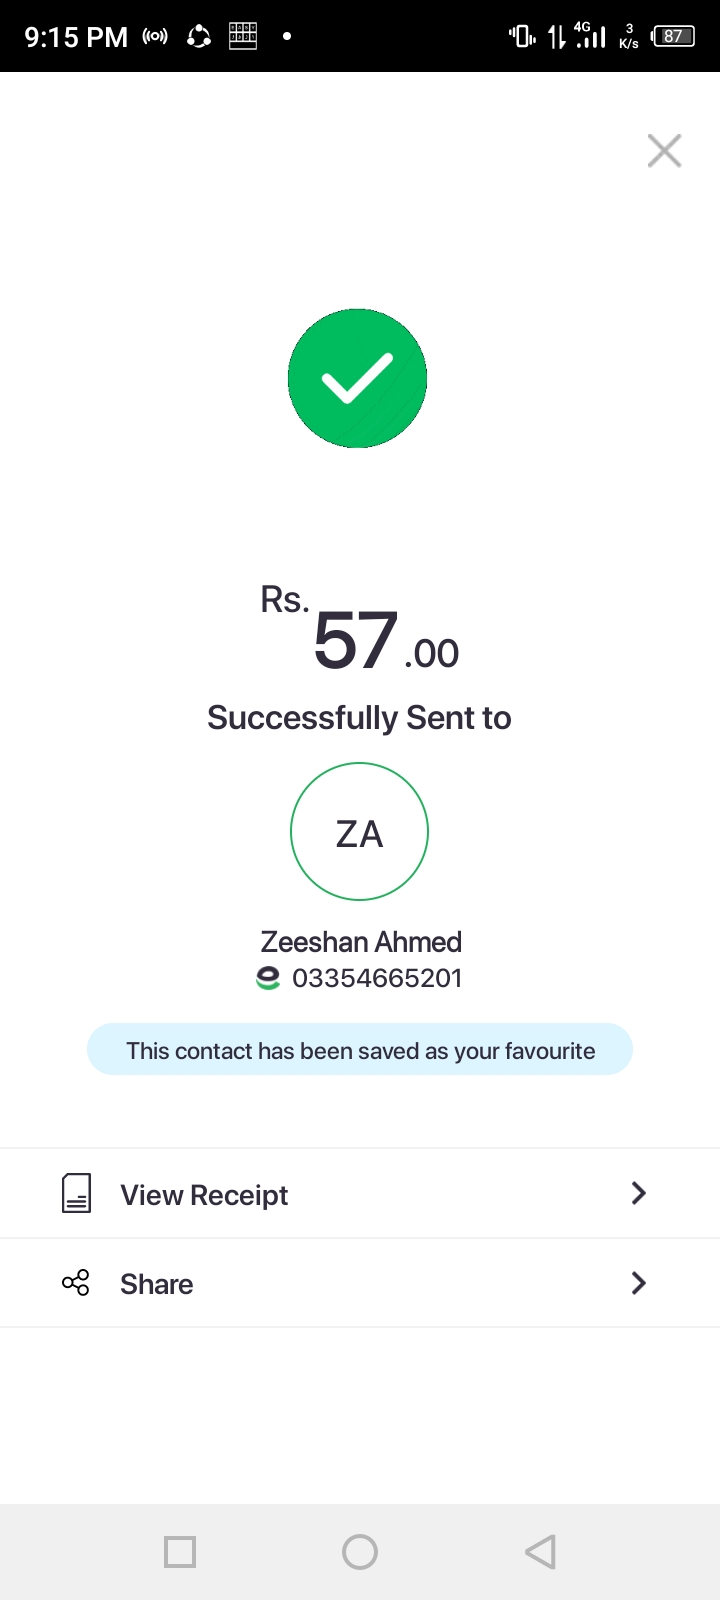 9:15 PM
4G
3
K/s
87
Rs.
57.00
Successfully Sent to
ZA
Zeeshan Ahmed
03354665201
This contact has been saved as your favourite
View Receipt
Share